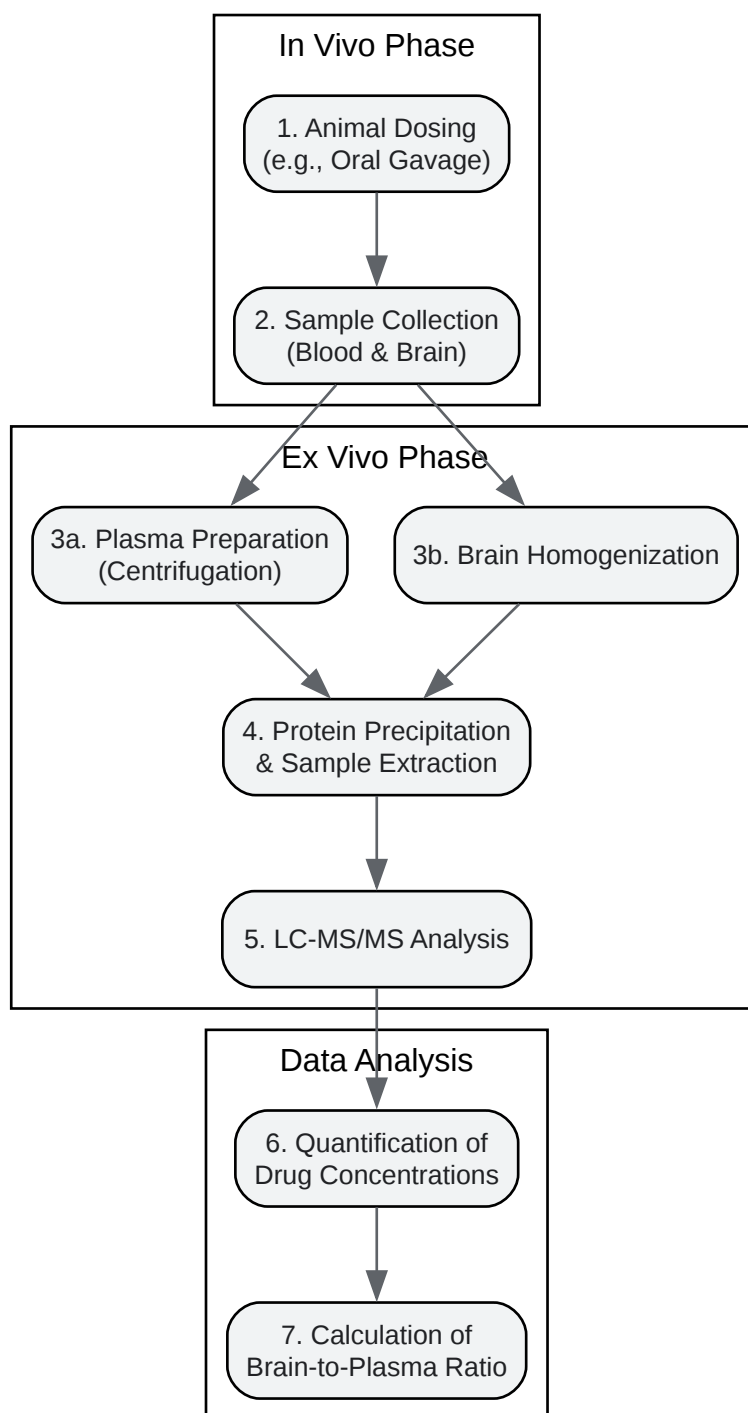 In Vivo Phase
1. Animal Dosing
(e.g., Oral Gavage)
2. Sample Collection
(Blood & Brain)
Ex Vivo Phase
3a. Plasma Preparation
(Centrifugation)
3b. Brain Homogenization
4. Protein Precipitation
& Sample Extraction
5. LC-MS/MS Analysis
Data Analysis
6. Quantification of
Drug Concentrations
7. Calculation of
Brain-to-Plasma Ratio